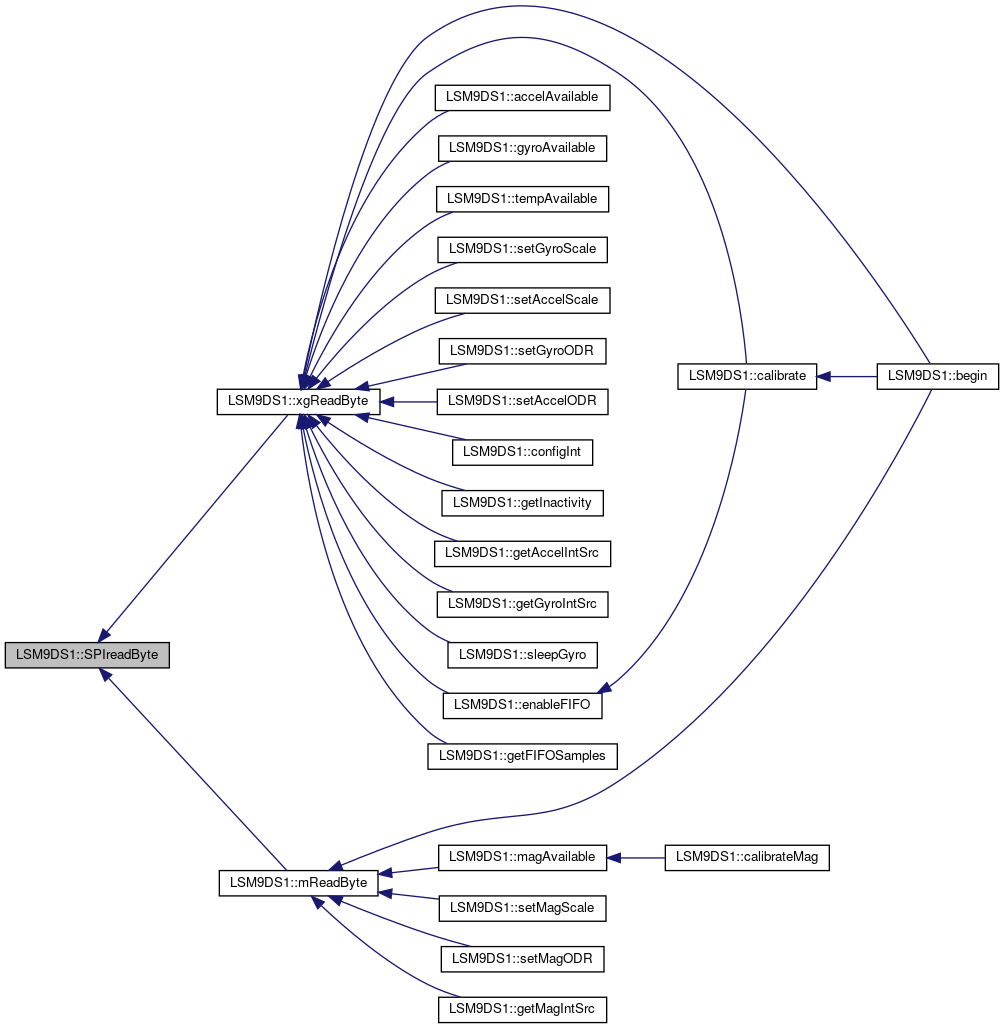 LSM9DS1::accelAvailable
LSM9DS1::gyroAvailable
LSM9DS1::tempAvailable
LSM9DS1::setGyroScale
LSM9DS1::setAccelScale
LSM9DS1::setGyroODR
LSM9DS1::calibrate
LSM9DS1::begin
LSM9DS1::xgReadByte
LSM9DS1::setAccelODR
LSM9DS1::configInt
LSM9DS1::getInactivity
LSM9DS1::getAccelIntSrc
LSM9DS1::getGyroIntSrc
LSM9DS1::SPIreadByte
LSM9DS1::sleepGyro
LSM9DS1::enableFIFO
LSM9DS1::getFIFOSamples
LSM9DS1::magAvailable
LSM9DS1::calibrateMag
LSM9DS1::mReadByte
LSM9DS1::setMagScale
LSM9DS1::setMagODR
LSM9DS1::getMagIntSrc